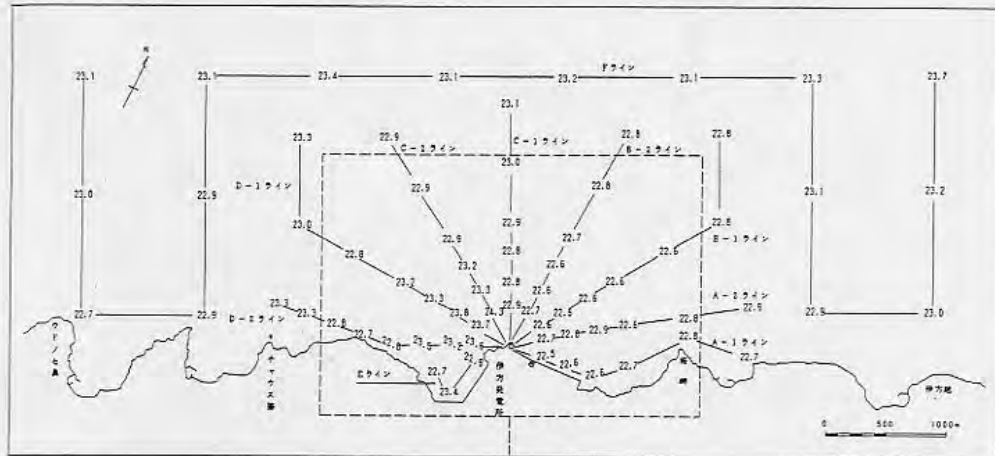 N
Fライン
23.1 23.1 23.4 23.1 23.2 23.1 23.3 23.7
23.1
23.3 22.9 C-2ライン C-1ライン 22.8 B-2ライン 22.8
23.0
D-1ライン 22.9 22.8
23.0 22.9 23.1 23.2
23.0 22.9 22.8
22.9 22.7 B-1ライン
22.8 22.8 22.6 22.6
23.2 23.2
23.3 23.3 22.8 22.6 22.6
23.3 23.8 24.3 22.9 22.7 A-2ライン
22.7 22.9 D-2ライン 23.3 23.7 22.6 22.8 22.9 22.9 23.0
22.8 22.7 22.8 22.7 22.8 22.9 22.6 22.8 A-1ライン
22.5 22.6 22.6 22.7 22.7
Eライン 22.7
23.4
伊方発電所
伊方越
0 500 1000m